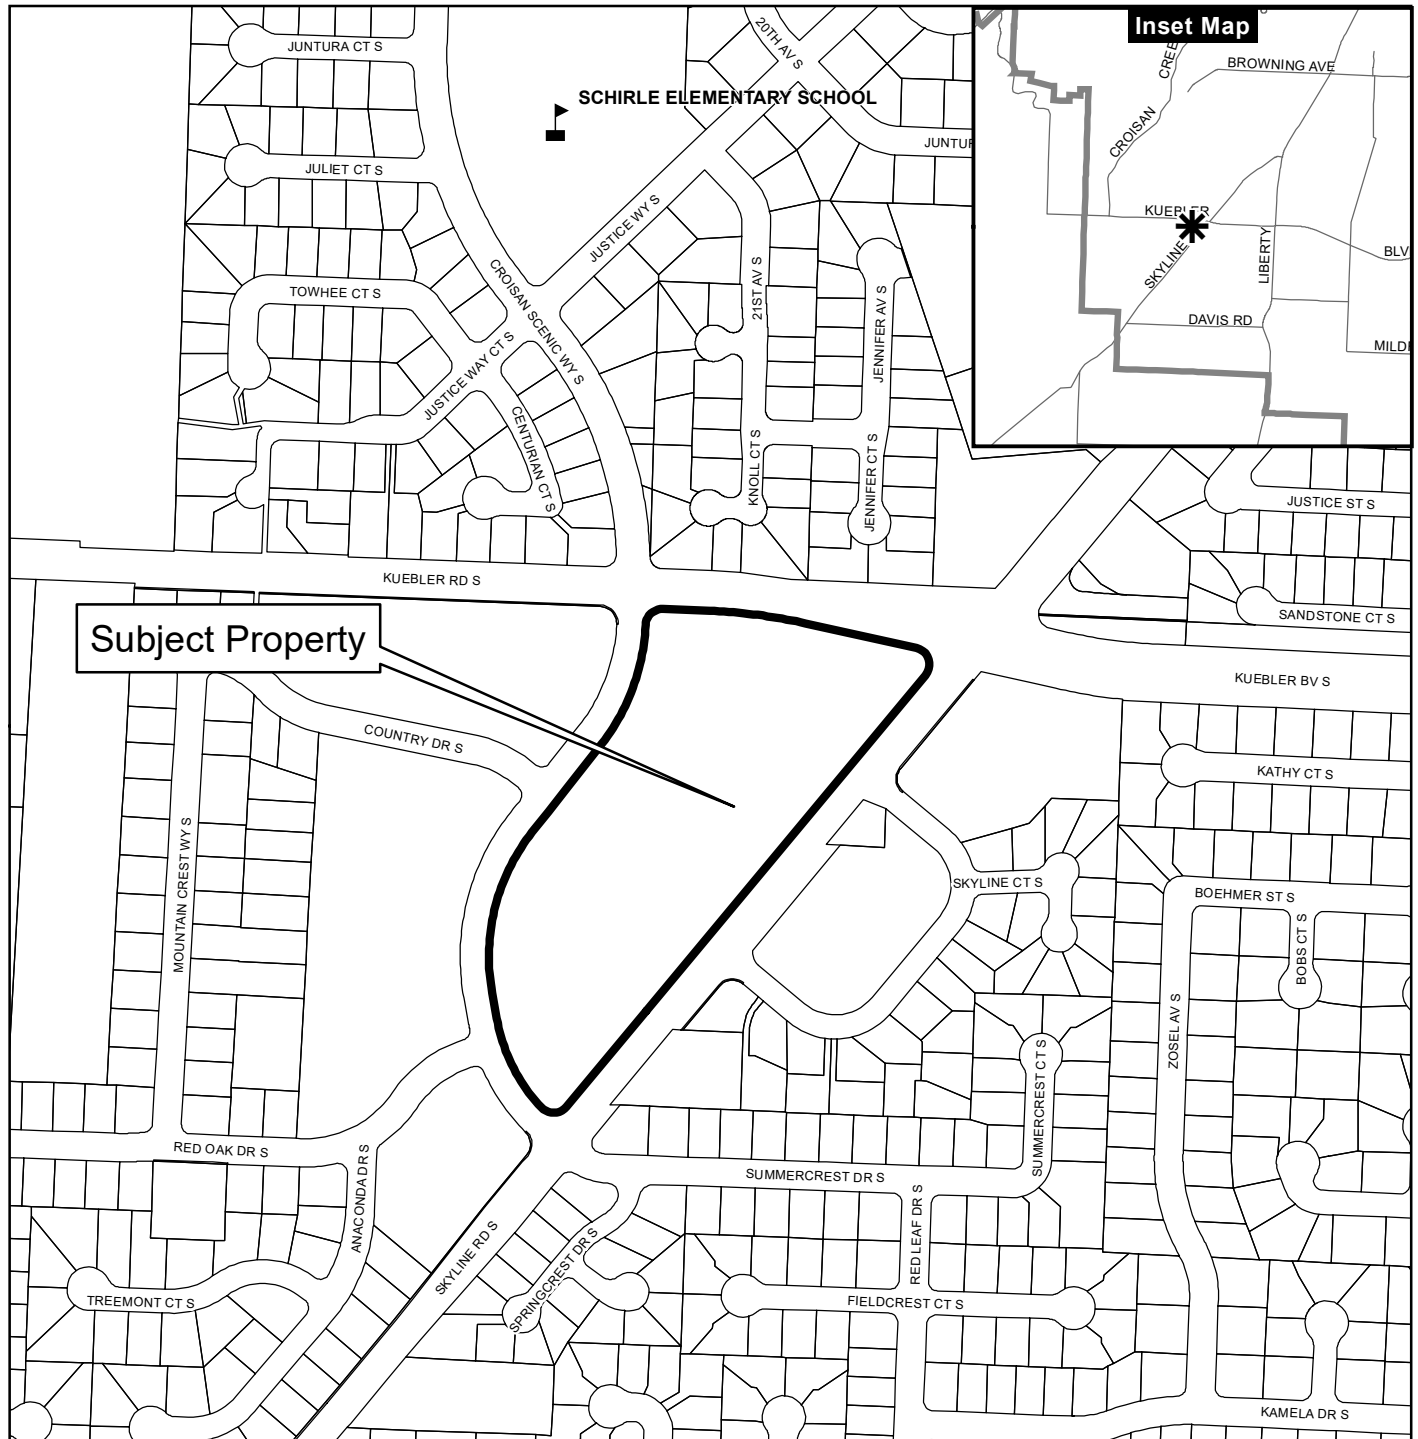 JUNTURA CT S
20TH AV S
SCHIRLE ELEMENTARY SCHOOL
JULIET CT S
JUSTICE WY S
TOWHEE CT S
CROISAN SCENIC WY S
21ST AV S
JENNIFER AV S
JUSTICE WAY CT S
CENTURIAN CT S
KNOLL CT S
JENNIFER CT S
Inset Map
BROWNING AVE
CROISAN
KUEBLER
SKYLINE
LIBERTY
DAVIS RD
JUSTICE ST S
KUEBLER RD S
SANDSTONE CT S
Subject Property
KUEBLER BV S
COUNTRY DR S
KATHY CT S
MOUNTAIN CREST WY S
SKYLINE CT S
BOEHMER ST S
BOBS CT S
ZOSEL AV S
SUMMERCREST CT S
RED OAK DR S
ANACONDA DR S
SUMMERCREST DR S
RED LEAF DR S
SKYLINE RD S
SPRINGCREST DR S
TREEMONT CT S
FIELDCREST CT S
KAMELA DR S